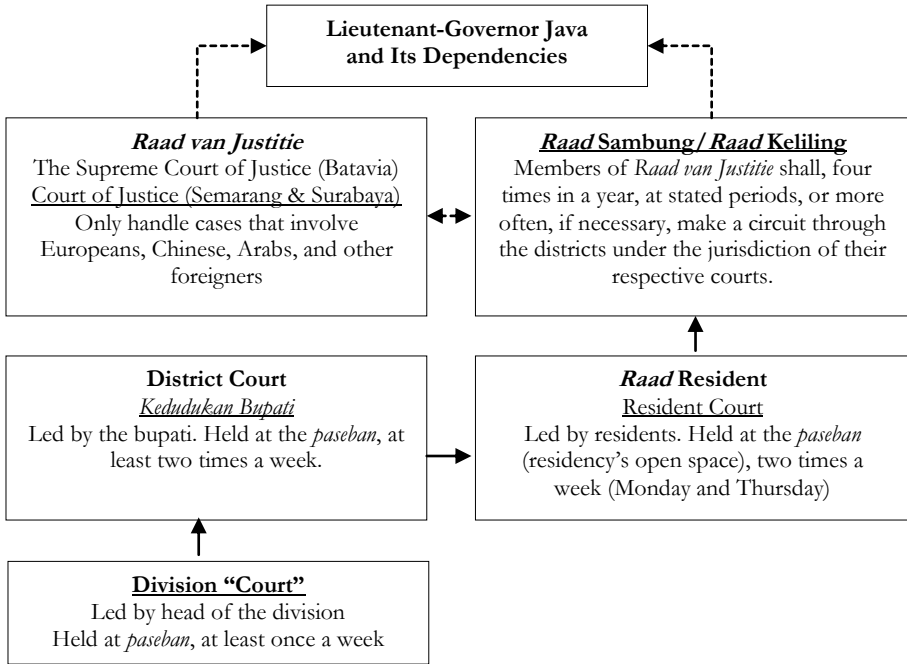 Lieutenant-Governor Java
and Its Dependencies
Raad van Justitie
The Supreme Court of Justice (Batavia)
Court of Justice (Semarang & Surabaya)
Only handle cases that involve
Europeans, Chinese, Arabs, and other
foreigners
Raad Sambung/Raad Keliling
Members of Raad van Justitie shall, four
times in a year, at stated periods, or more
often, if necessary, make a circuit through
the districts under the jurisdiction of their
respective courts.
District Court
Kedudukan Bupati
Led by the bupati. Held at the paseban, at
least two times a week.
Raad Resident
Resident Court
Led by residents. Held at the paseban
(residency's open space), two times a
week (Monday and Thursday)
Division “Court”
Led by head of the division
Held at paseban, at least once a week